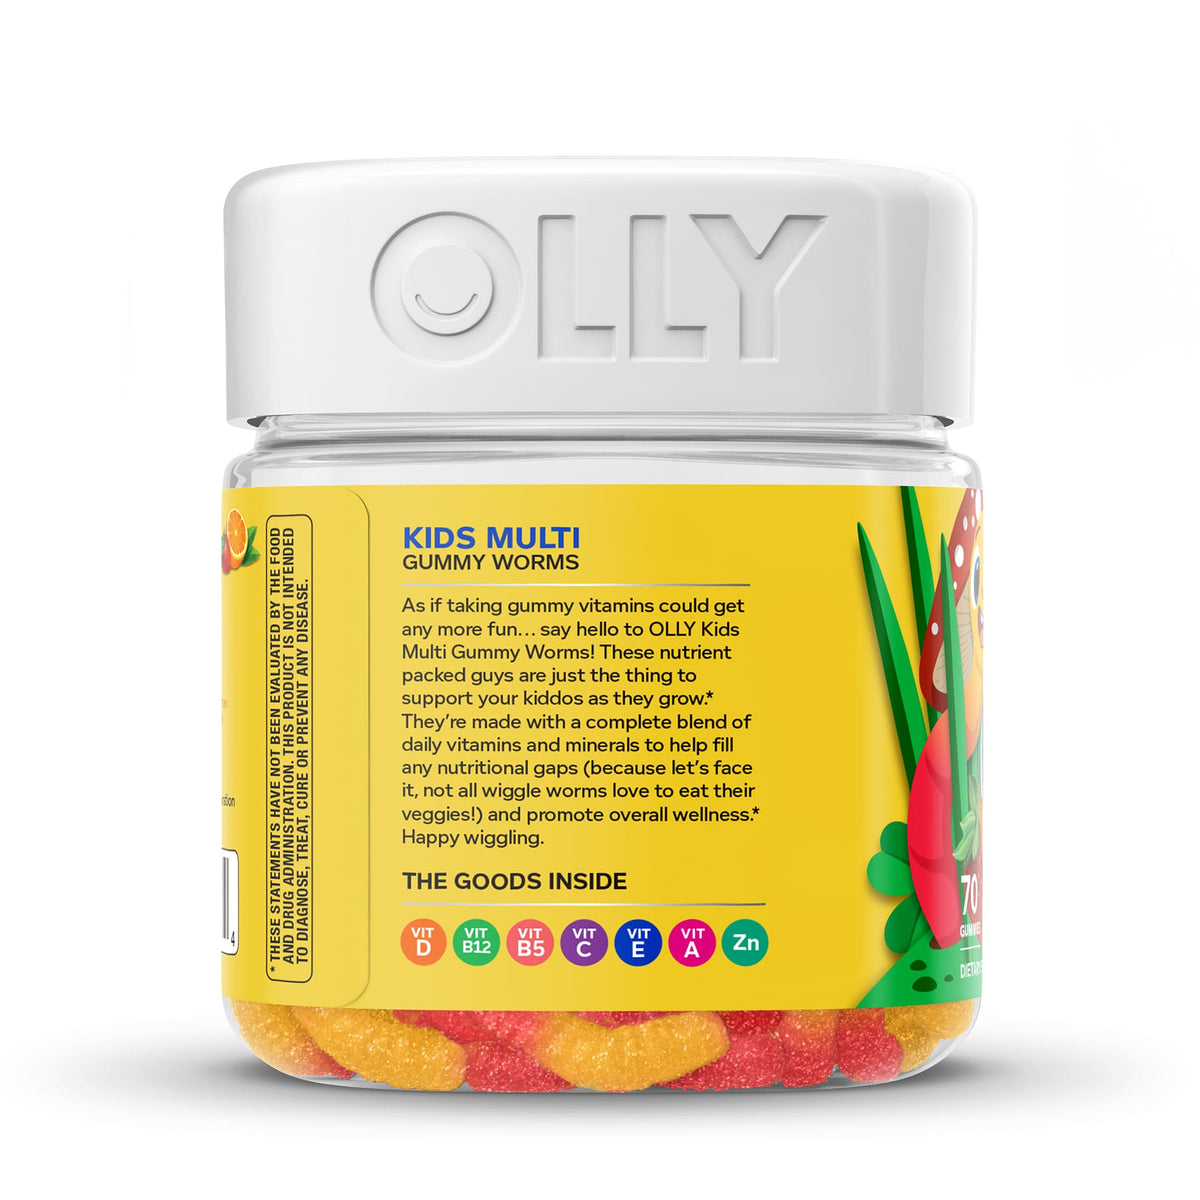 OLLY
KIDS MULTI
GUMMY WORMS
As if taking gummy vitamins could get
any more fun... say hello to OLLY Kids
Multi Gummy Worms! These nutrient
packed guys are just the thing to
support your kiddos as they grow.*
They’re made with a complete blend of
daily vitamins and minerals to help fill
any nutritional gaps (because let’s face
it, not all wiggle worms love to eat their
veggies!) and promote overall wellness.*
Happy wiggling.
THE GOODS INSIDE
VIT
D
VIT
B12
VIT
B5
VIT
C
VIT
E
VIT
A
Zn
* THESE STATEMENTS HAVE NOT BEEN EVALUATED BY THE FOOD
AND DRUG ADMINISTRATION. THIS PRODUCT IS NOT INTENDED
TO DIAGNOSE, TREAT, CURE OR PREVENT ANY DISEASE.
4
70
GUMMIES
DIETARY